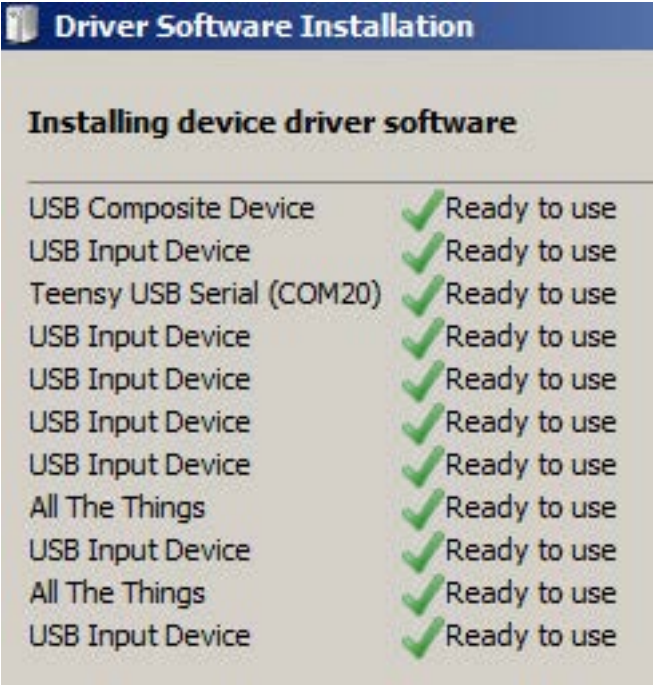 Driver Software Installation
Installing device driver software
USB Composite Device Ready to use
USB Input Device Ready to use
Teensy USB Serial (COM20) Ready to use
USB Input Device Ready to use
USB Input Device Ready to use
USB Input Device Ready to use
USB Input Device Ready to use
All The Things Ready to use
USB Input Device Ready to use
All The Things Ready to use
USB Input Device Ready to use